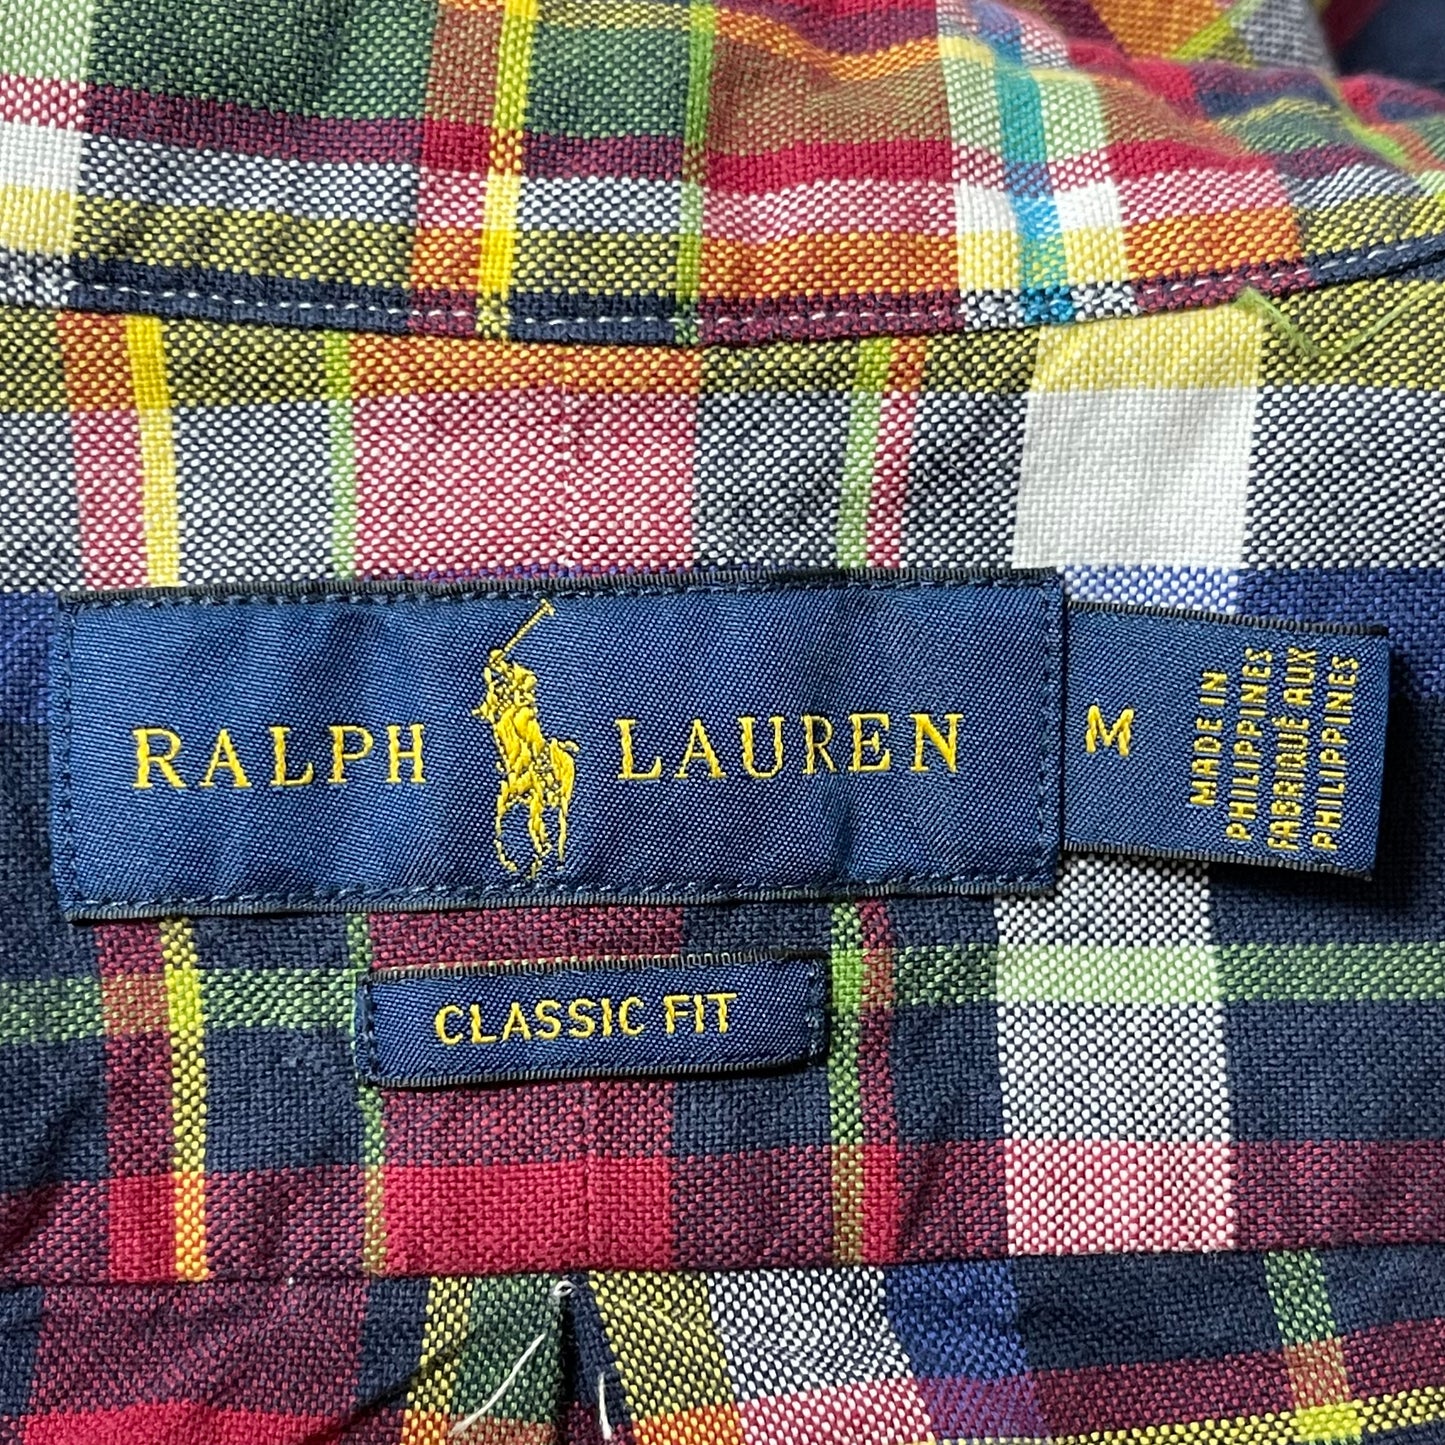 RALPH LAUREN
M
MADE IN
PHILIPPINES
FABRIQUÉ AUX
PHILIPPINES
CLASSIC FIT